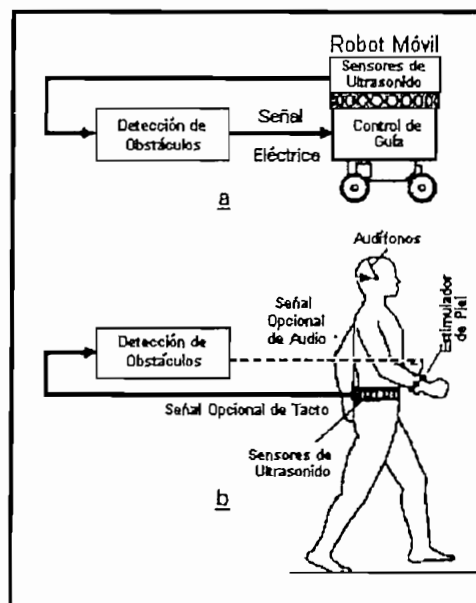 Robot Móvil
Sensores de
Ultrasonido
Detección de
Obstáculos
Señal
Eléctrica
Control de
Guía
a
Audífonos
Estimulador
de Piel
Señal
Opcional
de Audio
Detección de
Obstáculos
Señal Opcional de Tacto
Sensores de
Ultrasonido
b